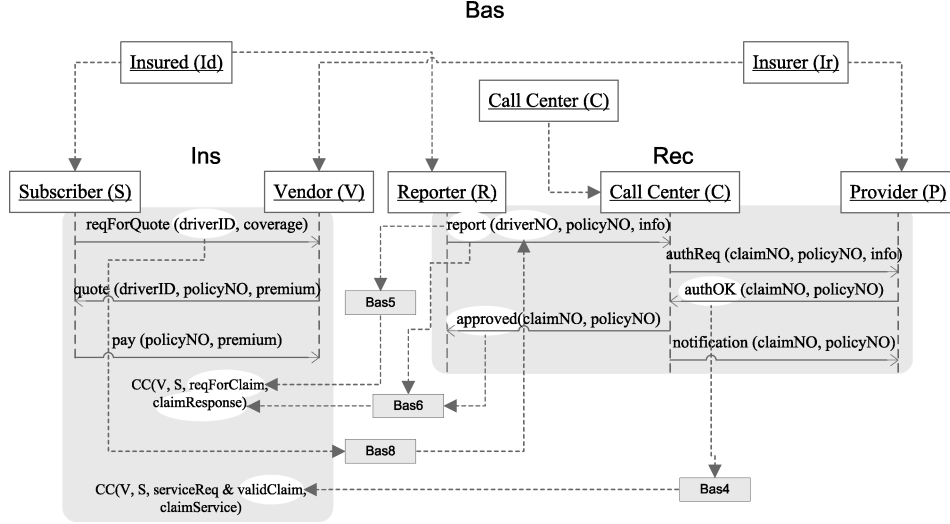 Bas
Insured (Id)
Insurer (Ir)
Call Center (C)
Ins
Rec
Subscriber (S)
Vendor (V)
Reporter (R)
Call Center (C)
Provider (P)
reqForQuote (driverID, coverage)
report (driverNO, policyNO, info)
authReq (claimNO, policyNO, info)
quote (driverID, policyNO, premium)
Bas5
authOK (claimNO, policyNO)
approved(claimNO, policyNO)
pay (policyNO, premium)
notification (claimNO, policyNO)
CC(V, S, reqForClaim,
claimResponse)
Bas6
Bas8
CC(V, S, serviceReq & validClaim,
claimService)
Bas4